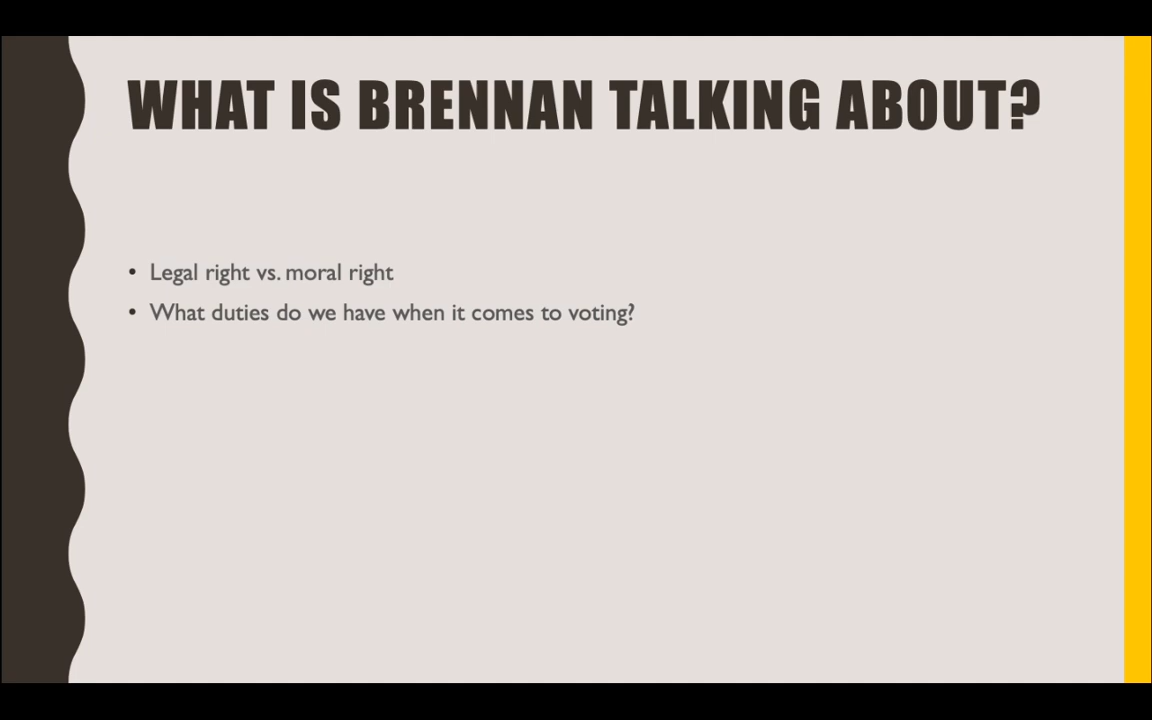 WHAT IS BRENNAN TALKING ABOUT?
• Legal right vs. moral right
• What duties do we have when it comes to voting?